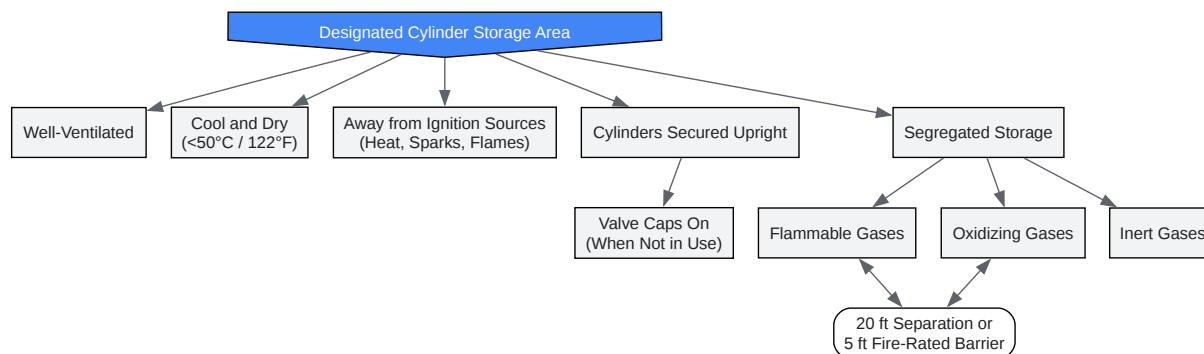 Designated Cylinder Storage Area
Well-Ventilated
Cool and Dry
(<50°C / 122°F)
Away from Ignition Sources
(Heat, Sparks, Flames)
Cylinders Secured Upright
Segregated Storage
Valve Caps On
(When Not in Use)
Flammable Gases
Oxidizing Gases
Inert Gases
20 ft Separation or
5 ft Fire-Rated Barrier